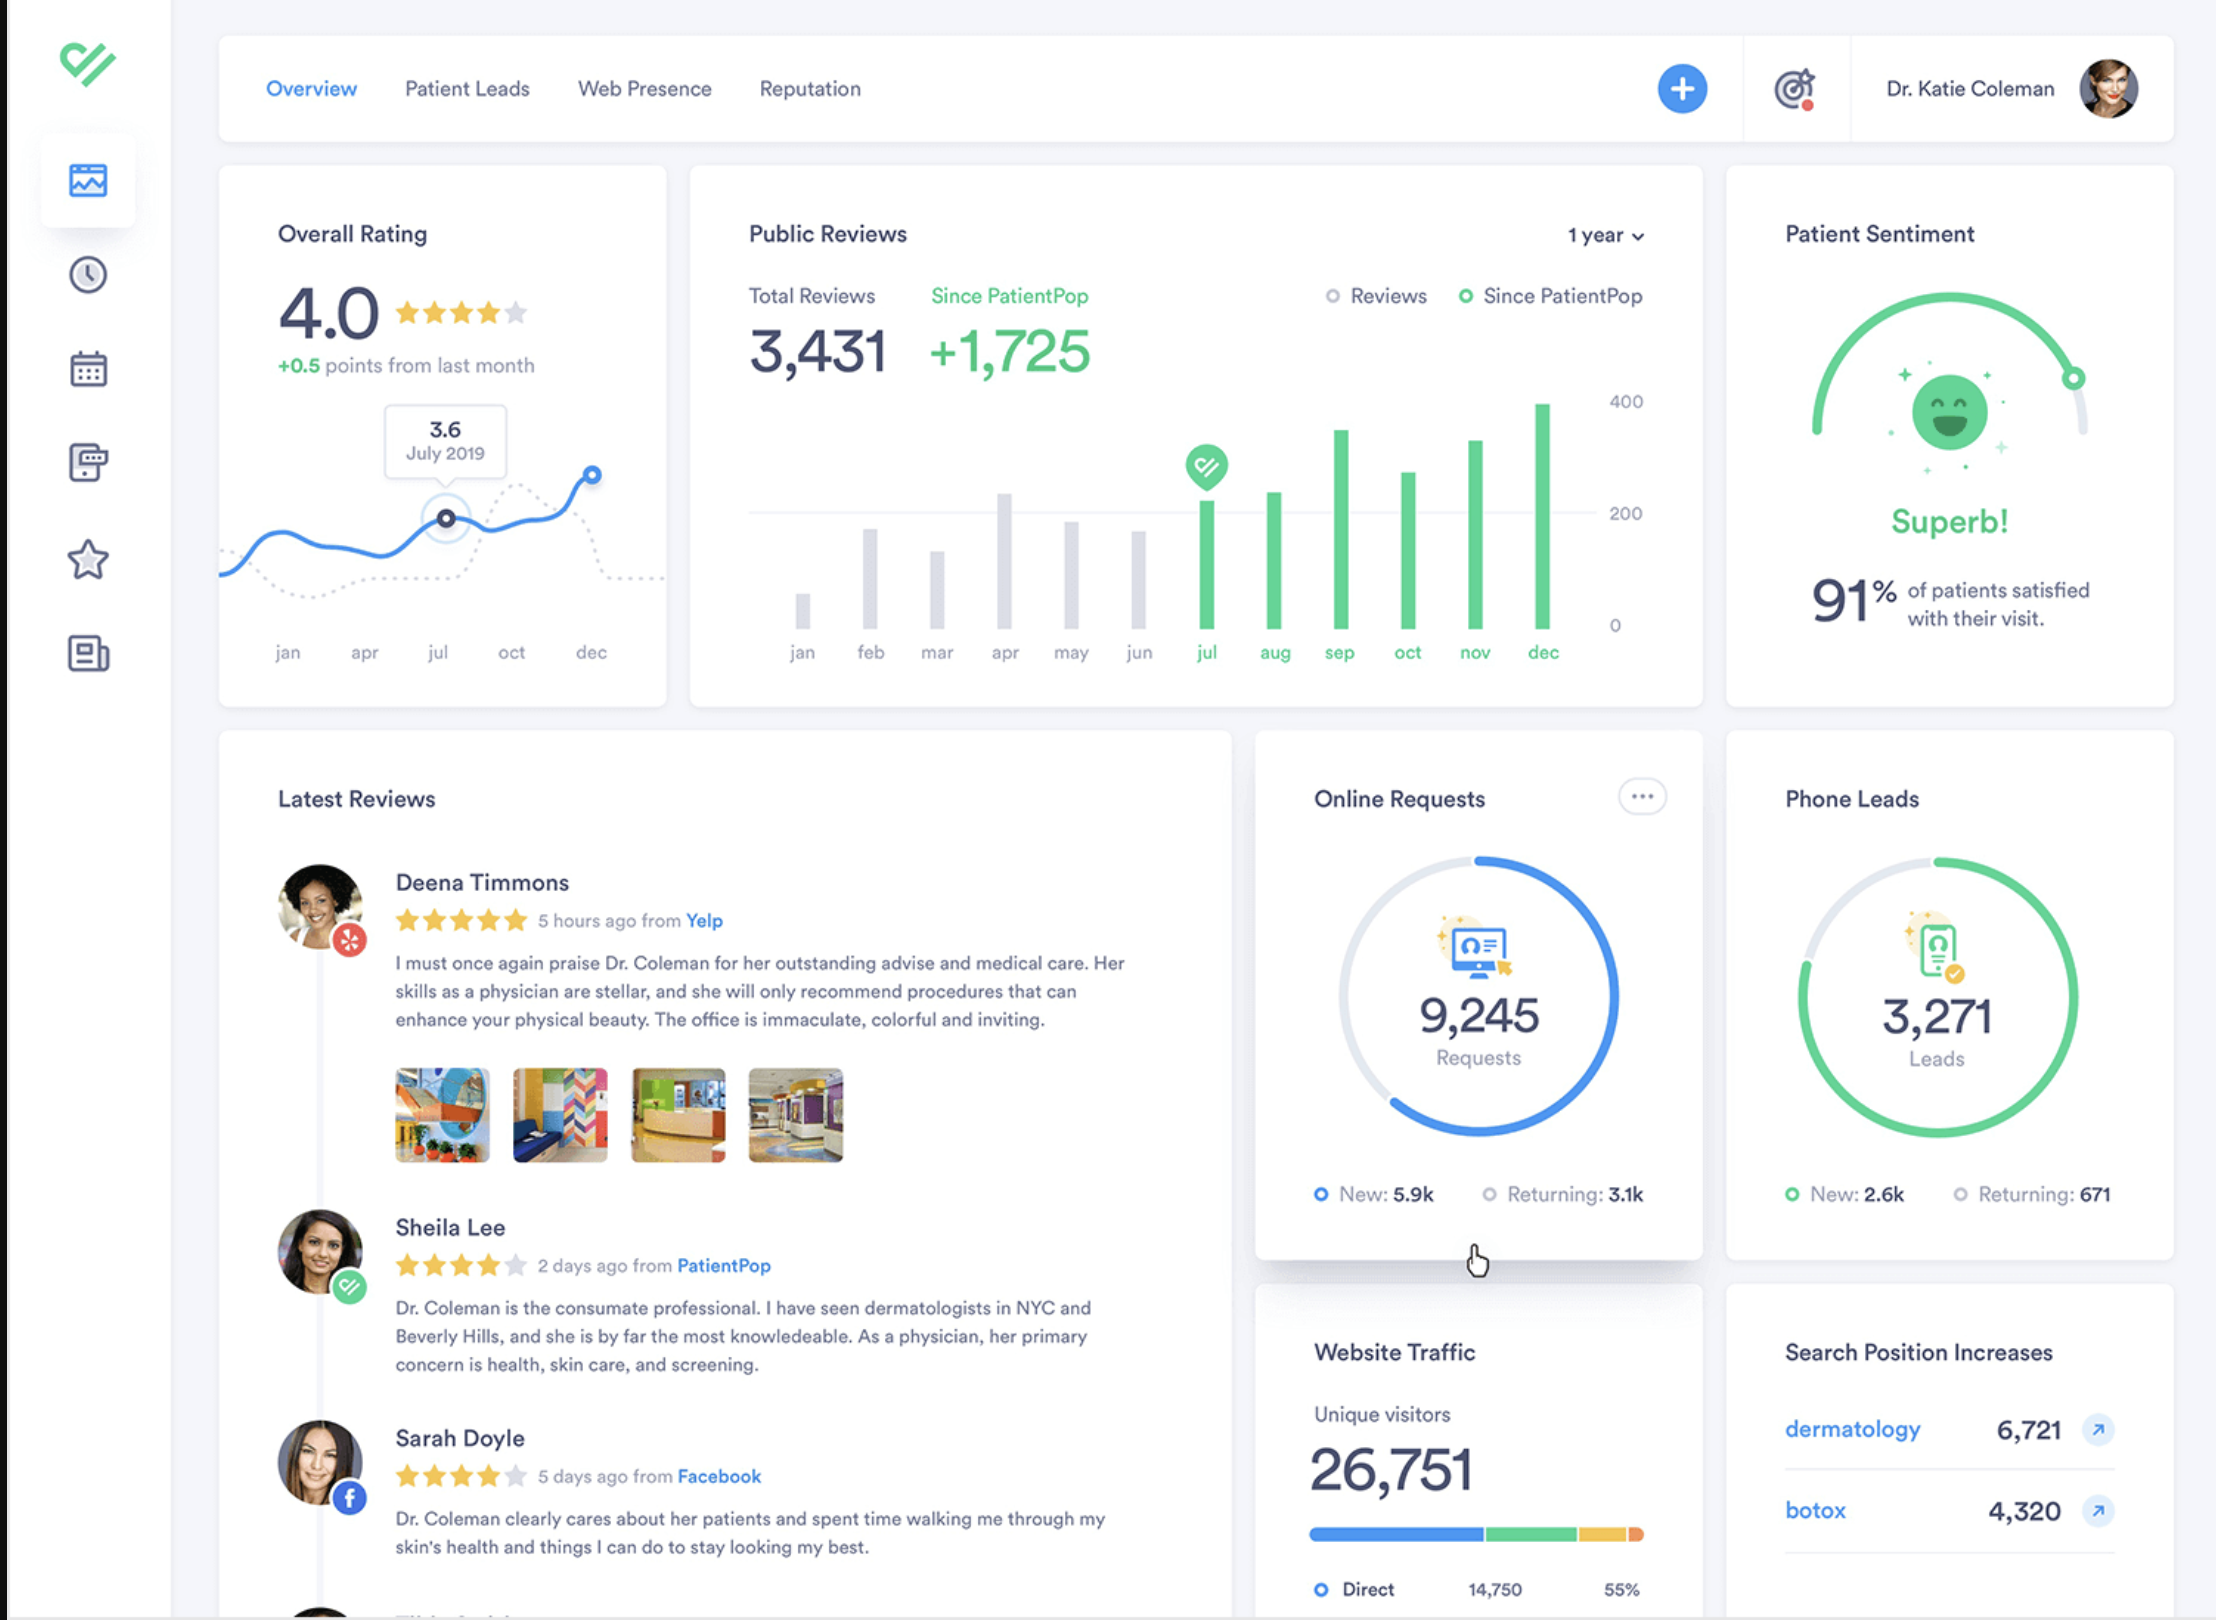 Overview Patient Leads Web Presence Reputation
Dr. Katie Coleman
Overall Rating
4.0
+0.5 points from last month
3.6
July 2019
jan apr jul oct dec
Public Reviews
1 year
Total Reviews
3,431
Since PatientPop
+1,725
Reviews Since PatientPop
400
200
0
jan feb mar apr may jun jul aug sep oct nov dec
Patient Sentiment
Superb!
91% of patients satisfied
with their visit.
Latest Reviews
Deena Timmons
5 hours ago from Yelp
I must once again praise Dr. Coleman for her outstanding advise and medical care. Her
skills as a physician are stellar, and she will only recommend procedures that can
enhance your physical beauty. The office is immaculate, colorful and inviting.
Sheila Lee
2 days ago from PatientPop
Dr. Coleman is the consumate professional. I have seen dermatologists in NYC and
Beverly Hills, and she is by far the most knowledeable. As a physician, her primary
concern is health, skin care, and screening.
Sarah Doyle
5 days ago from Facebook
Dr. Coleman clearly cares about her patients and spent time walking me through my
skin's health and things I can do to stay looking my best.
Online Requests
9,245
Requests
New: 5.9k Returning: 3.1k
Phone Leads
3,271
Leads
New: 2.6k Returning: 671
Website Traffic
Unique visitors
26,751
Direct 14,750 55%
Search Position Increases
dermatology 6,721
botox 4,320